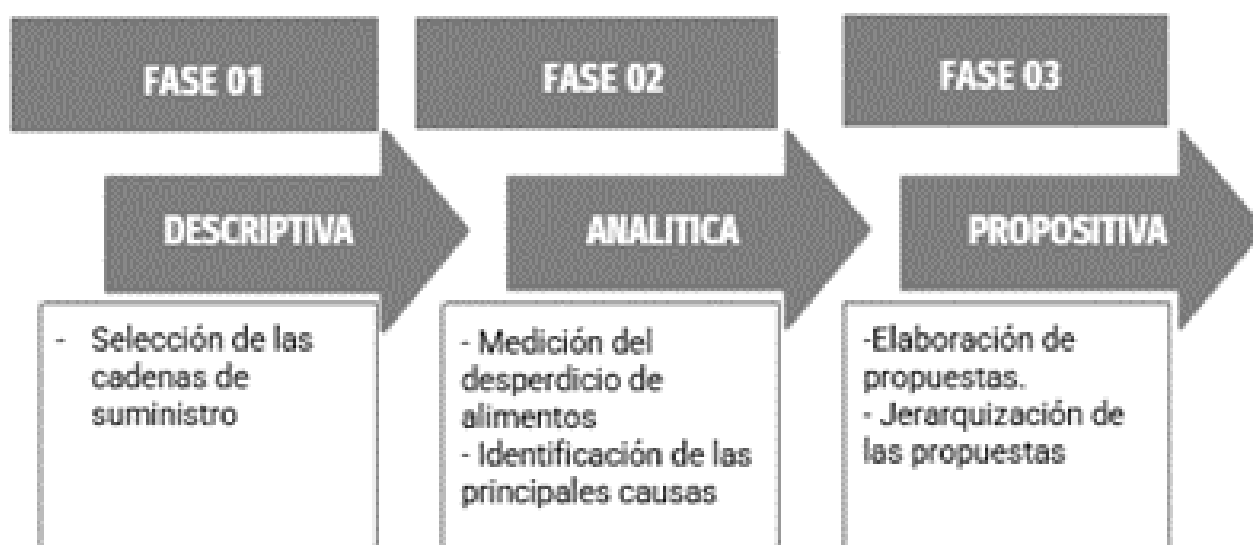 FASE 01
FASE 02
FASE 03
DESCRIPTIVA
ANALITICA
PROPOSITIVA
- Selección de las
cadenas de
suministro
- Medición del
desperdicio de
alimentos
- Identificación de las
principales causas
-Elaboración de
propuestas.
- Jerarquización de
las propuestas